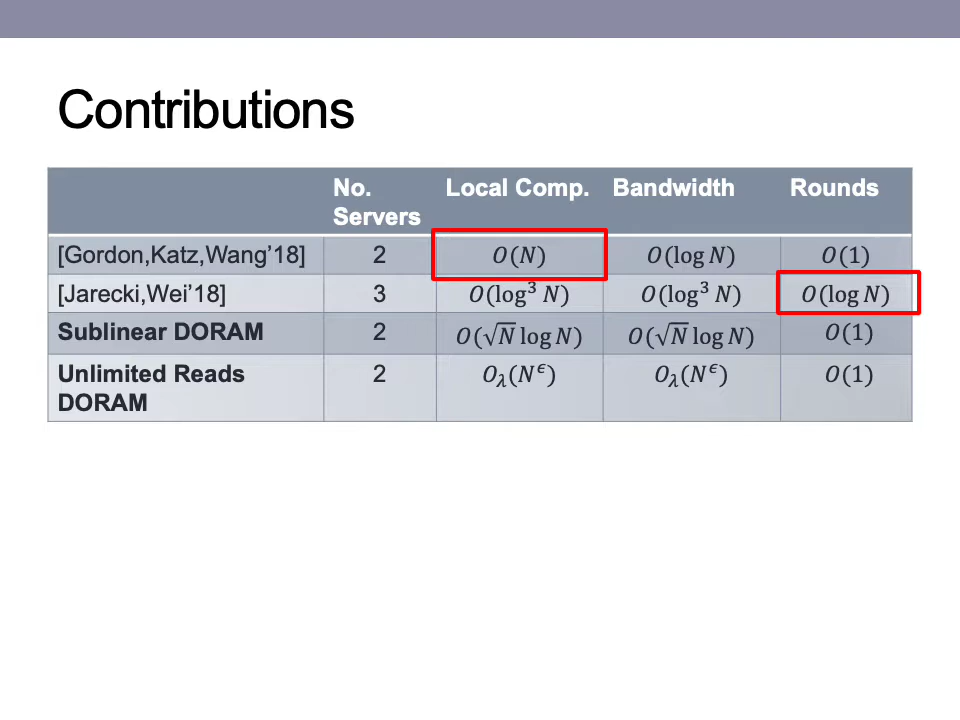 Contributions
No. Servers Local Comp. Bandwidth Rounds
[Gordon,Katz,Wang’18] 2 O(N) O(log N) O(1)
[Jarecki,Wei’18] 3 O(log³ N) O(log³ N) O(log N)
Sublinear DORAM 2 O(√N log N) O(√N log N) O(1)
Unlimited Reads DORAM 2 O_λ(N^ϵ) O_λ(N^ϵ) O(1)